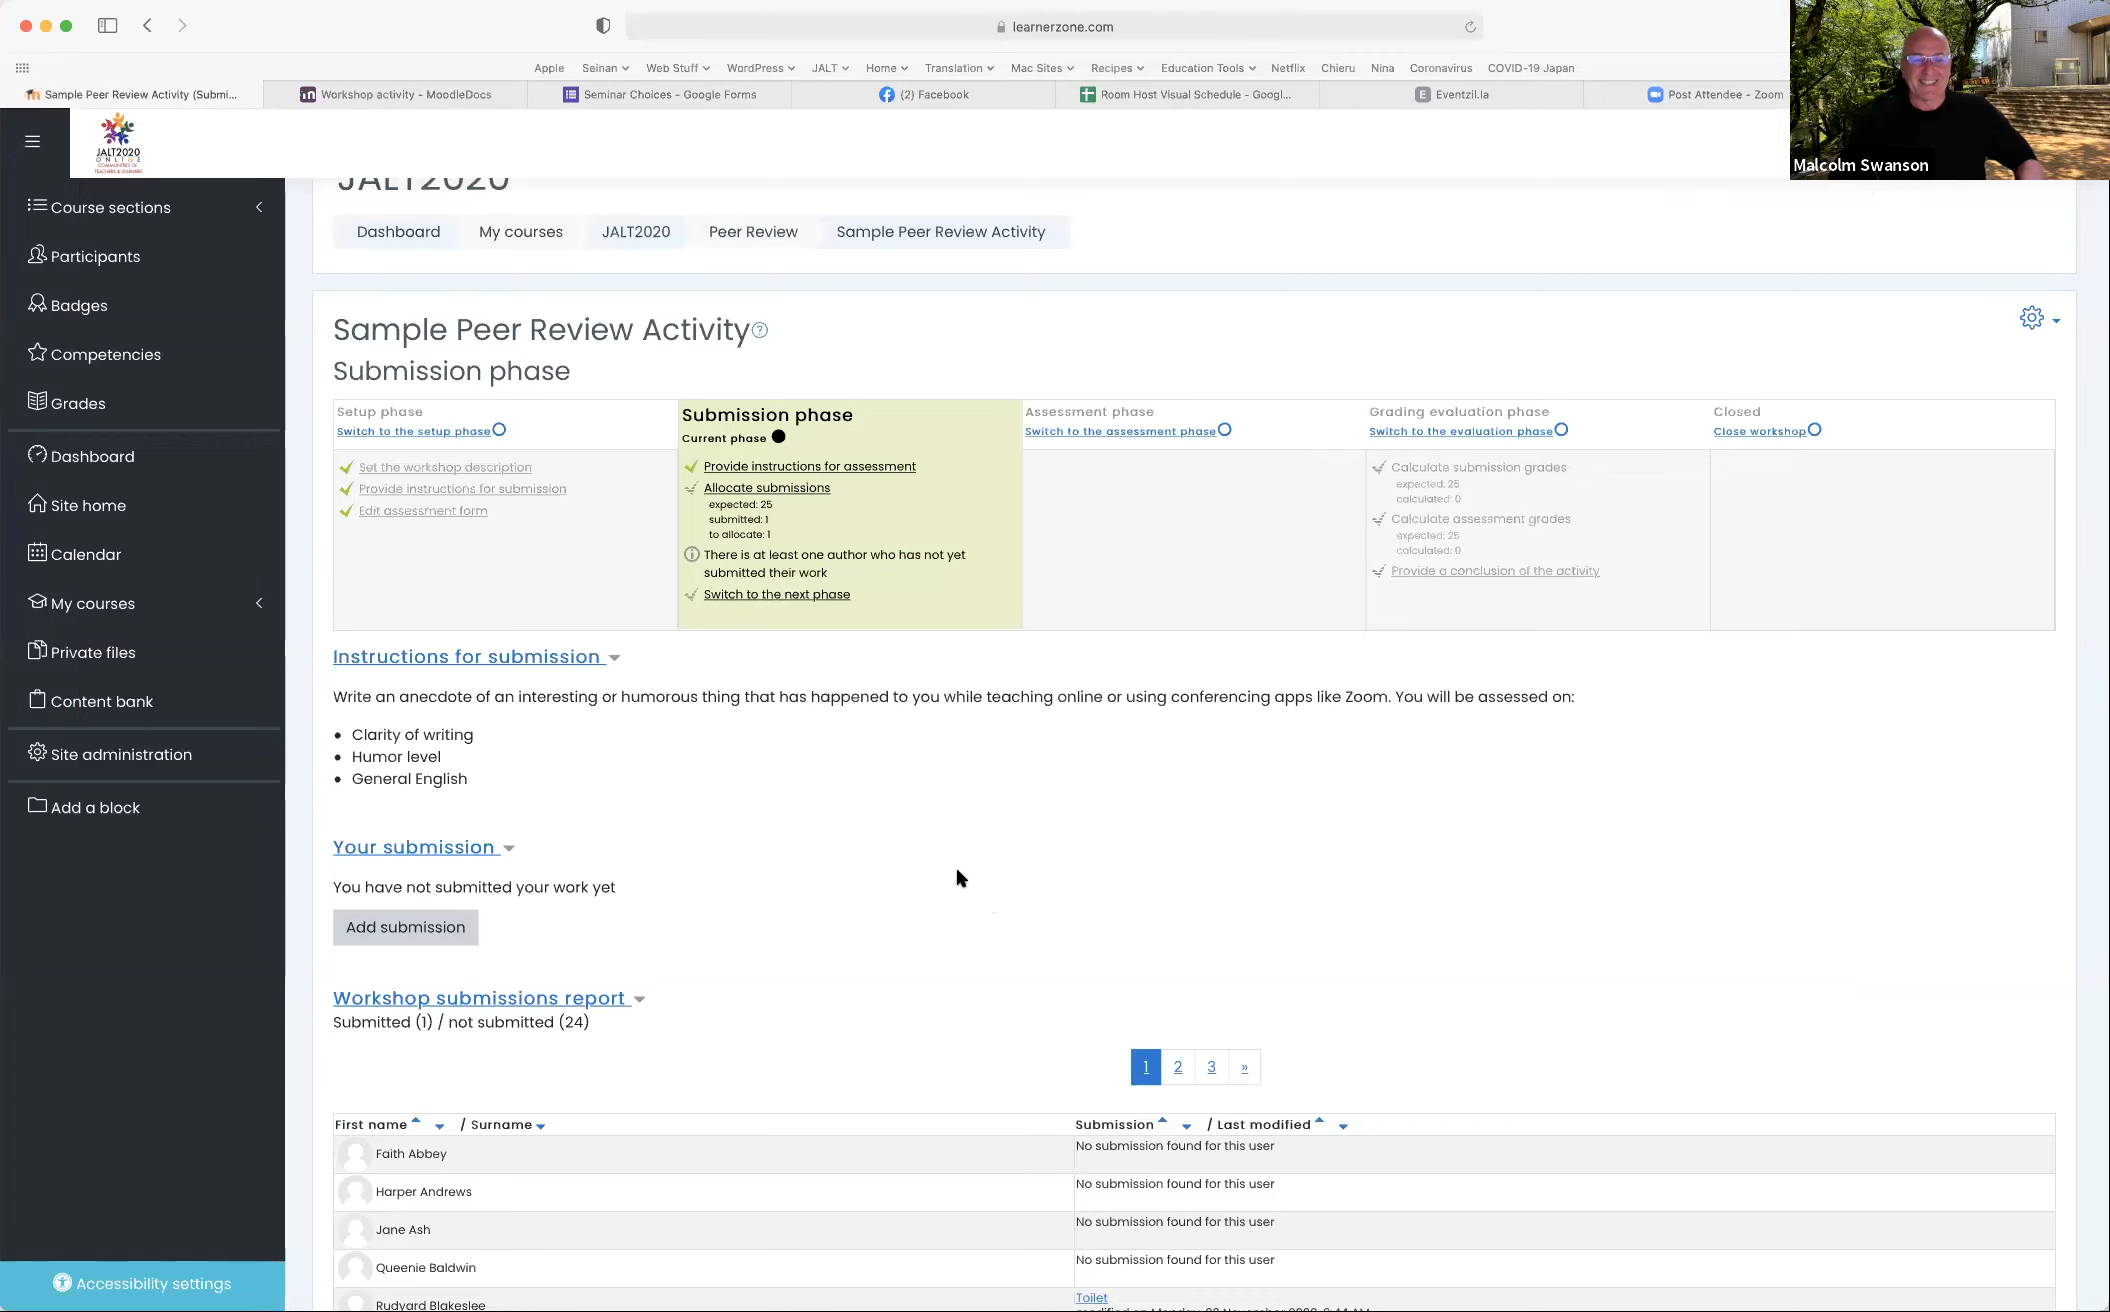 learnerzone.com
Apple Seinan Web Stuff WordPress JALT Home Translation Mac Sites Recipes Education Tools Netflix Chieru Nina Coronavirus COVID-19 Japan
Sample Peer Review Activity (Submi...
Workshop activity - MoodleDocs
Seminar Choices - Google Forms
(2) Facebook
Room Host Visual Schedule - Googl...
Eventzil.la
Post Attendee - Zoom
Malcolm Swanson
JALT2020
ONLINE
COMMUNITIES OF
TEACHERS & LEARNERS
JALT2020
Dashboard My courses JALT2020 Peer Review Sample Peer Review Activity
Course sections
Participants
Badges
Competencies
Grades
Dashboard
Site home
Calendar
My courses
Private files
Content bank
Site administration
Add a block
Accessibility settings
Sample Peer Review Activity
Submission phase
Setup phase
Switch to the setup phase
Set the workshop description
Provide instructions for submission
Edit assessment form
Submission phase
Current phase
Provide instructions for assessment
Allocate submissions
expected: 25
submitted: 1
to allocate: 1
There is at least one author who has not yet
submitted their work
Switch to the next phase
Assessment phase
Switch to the assessment phase
Grading evaluation phase
Switch to the evaluation phase
Calculate submission grades
expected: 25
calculated: 0
Calculate assessment grades
expected: 25
calculated: 0
Provide a conclusion of the activity
Closed
Close workshop
Instructions for submission
Write an anecdote of an interesting or humorous thing that has happened to you while teaching online or using conferencing apps like Zoom. You will be assessed on:
Clarity of writing
Humor level
General English
Your submission
You have not submitted your work yet
Add submission
Workshop submissions report
Submitted (1) / not submitted (24)
1 2 3 »
First name / Surname Submission / Last modified
Faith Abbey No submission found for this user
Harper Andrews No submission found for this user
Jane Ash No submission found for this user
Queenie Baldwin No submission found for this user
Rudyard Blakeslee Toilet